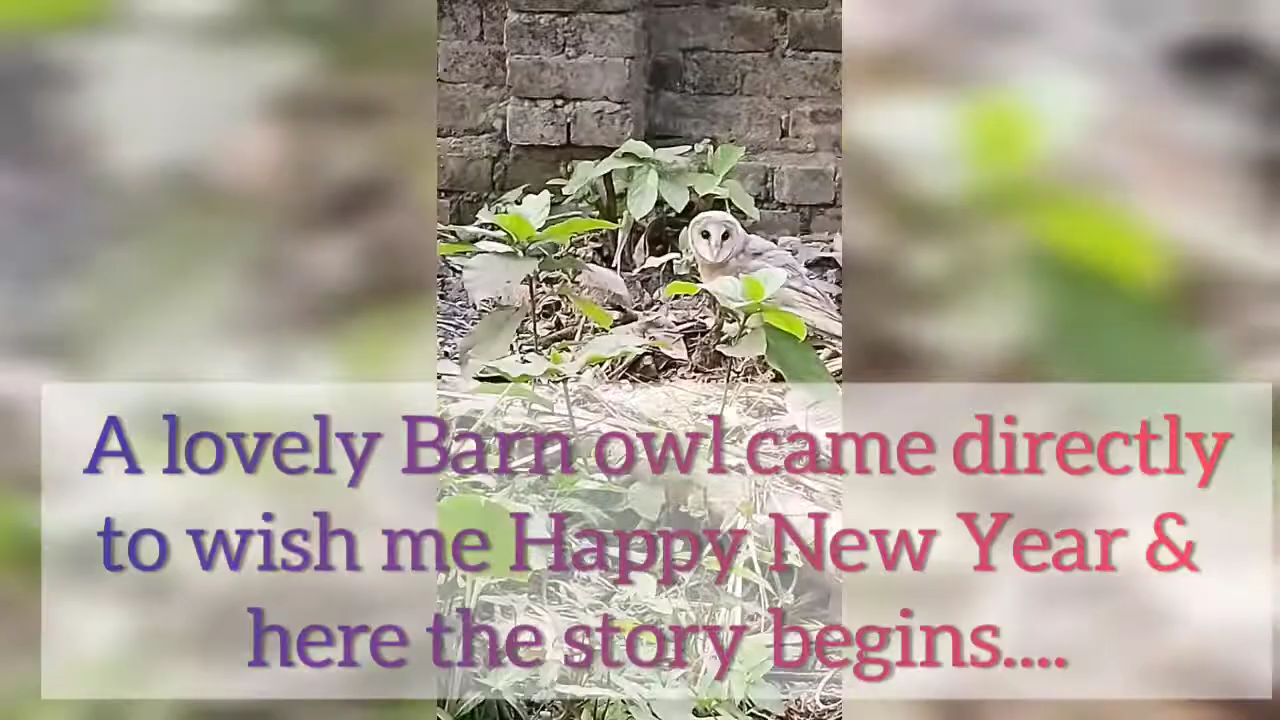 A lovely Barn owl came directly
to wish me Happy New Year &
here the story begins....